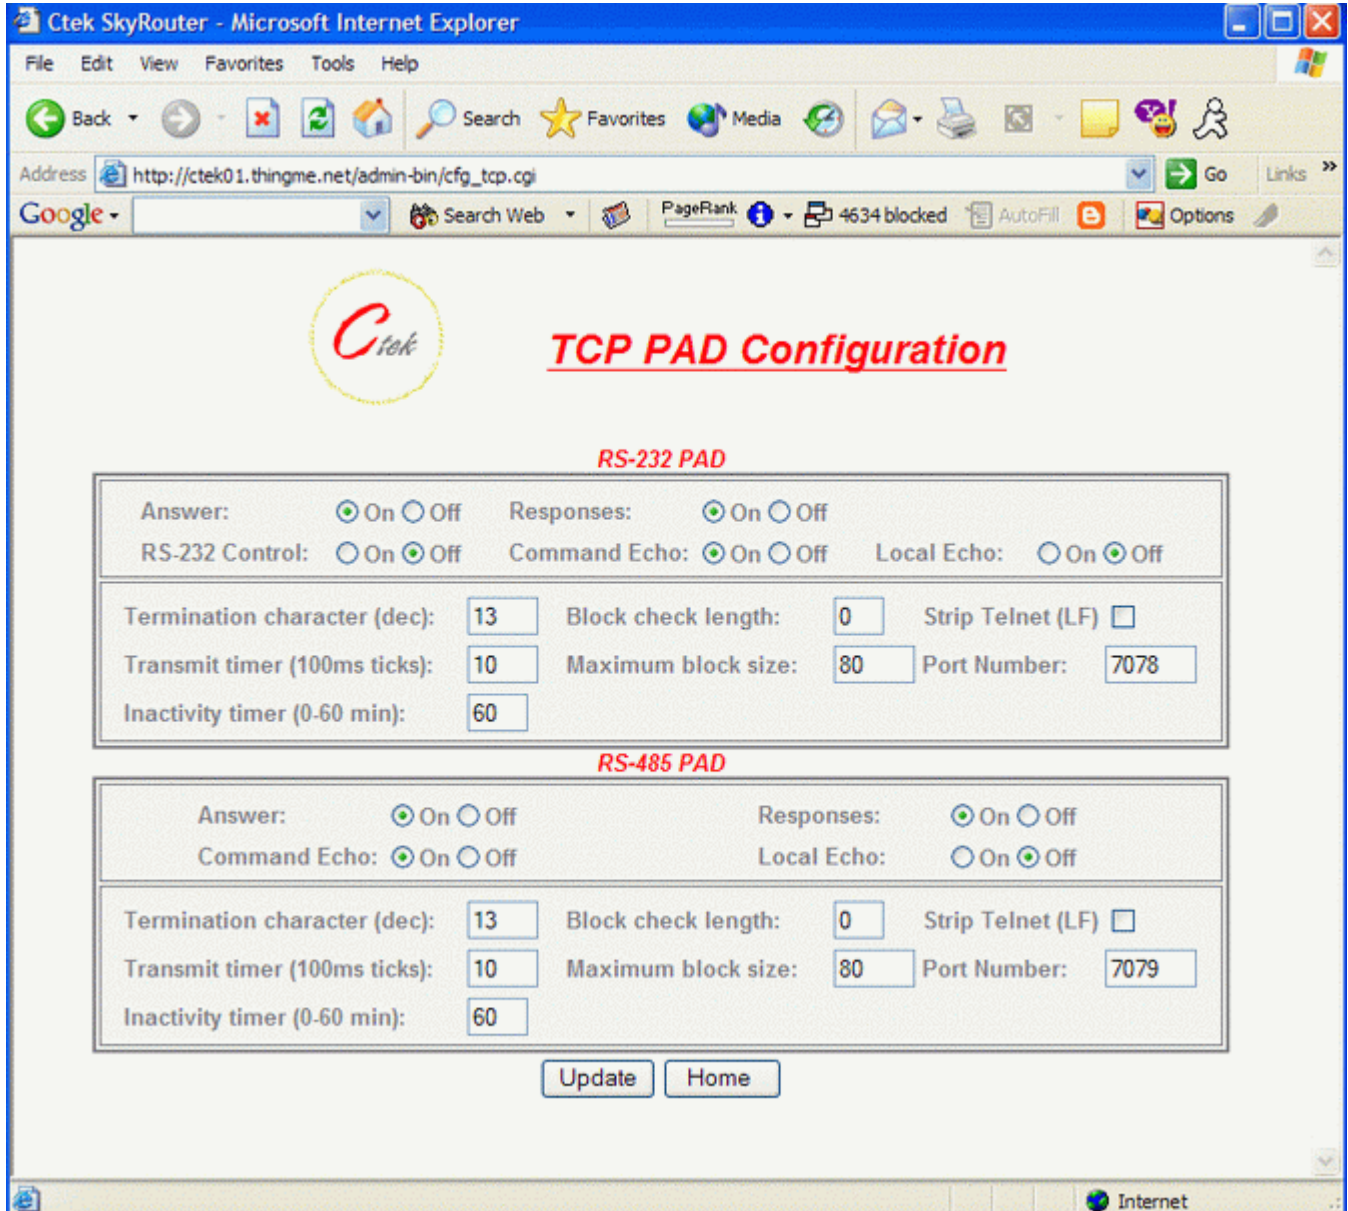 Ctek SkyRouter - Microsoft Internet Explorer
File Edit View Favorites Tools Help
Back Search Favorites Media
Address http://ctek01.thingme.net/admin-bin/cfg_tcp.cgi Go Links »
Google Search Web PageRank 4634 blocked AutoFill Options
Ctek
TCP PAD Configuration
RS-232 PAD
Answer: On Off Responses: On Off
RS-232 Control: On Off Command Echo: On Off Local Echo: On Off
Termination character (dec): 13 Block check length: 0 Strip Telnet (LF)
Transmit timer (100ms ticks): 10 Maximum block size: 80 Port Number: 7078
Inactivity timer (0-60 min): 60
RS-485 PAD
Answer: On Off Responses: On Off
Command Echo: On Off Local Echo: On Off
Termination character (dec): 13 Block check length: 0 Strip Telnet (LF)
Transmit timer (100ms ticks): 10 Maximum block size: 80 Port Number: 7079
Inactivity timer (0-60 min): 60
Update Home
Internet